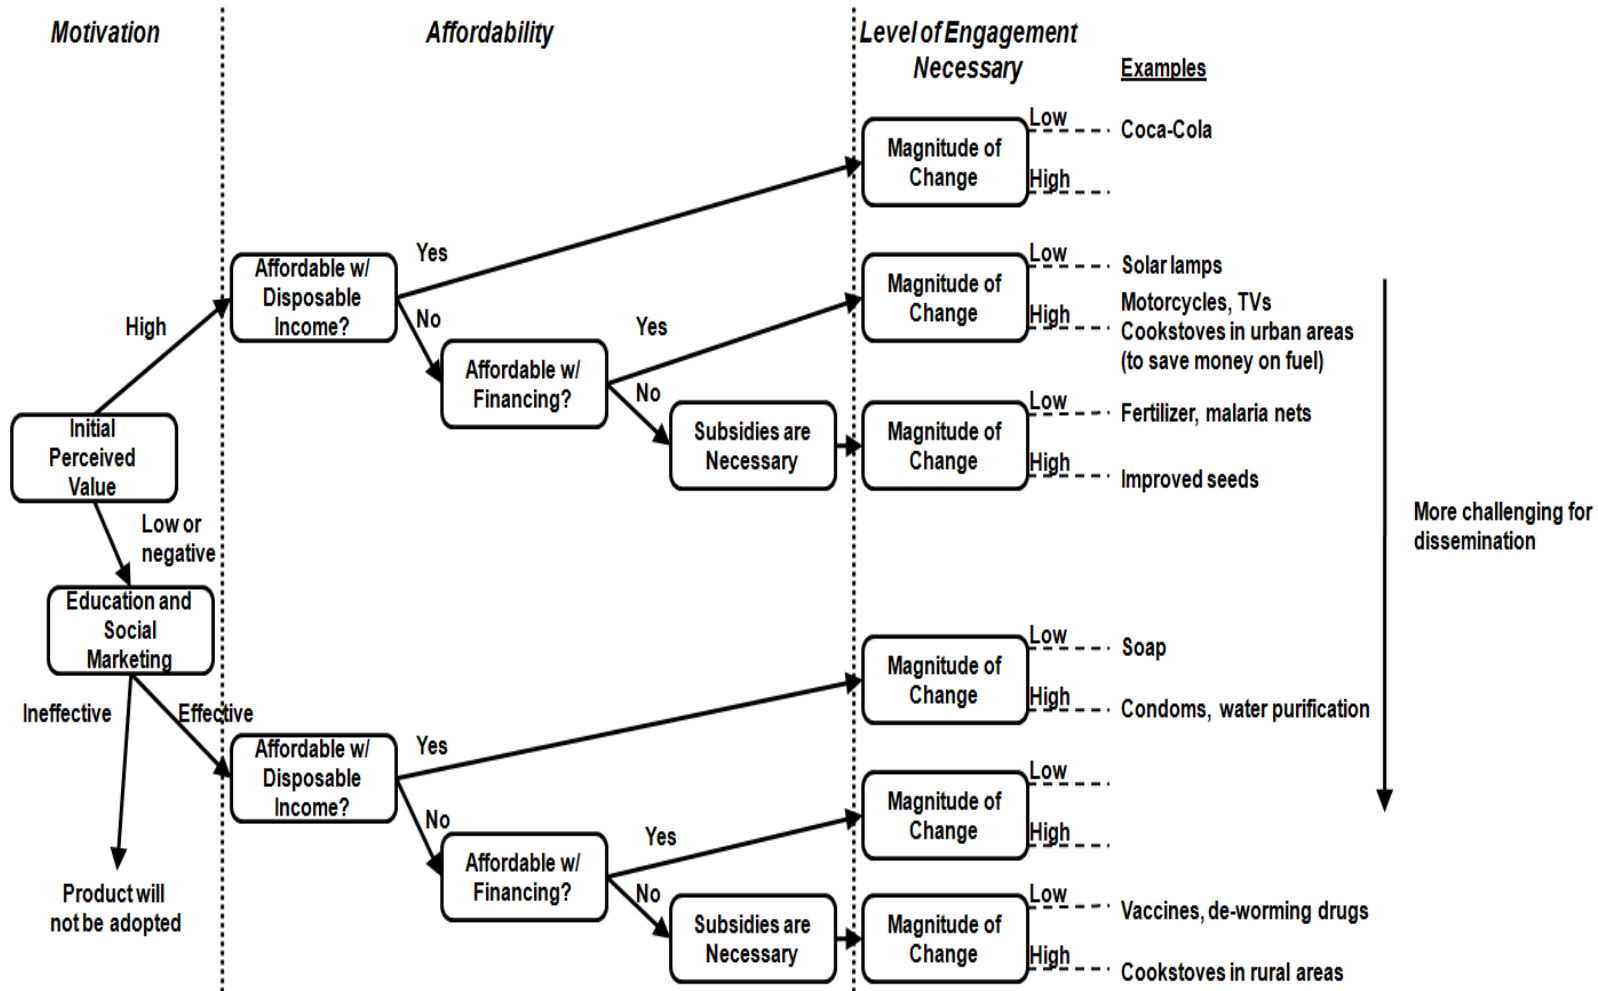 Motivation
Affordability
Level of Engagement
Necessary
Examples
Low
Coca-Cola
Magnitude of
Change
High
Yes
Affordable w/
Disposable
Income?
Low
Solar lamps
Magnitude of
Change
High
Motorcycles, TVs
Cookstoves in urban areas
(to save money on fuel)
High
No
Yes
Affordable w/
Financing?
No
Low
Fertilizer, malaria nets
Initial
Perceived
Value
Subsidies are
Necessary
Magnitude of
Change
High
Improved seeds
More challenging for
dissemination
Low or
negative
Education and
Social
Marketing
Low
Soap
Magnitude of
Change
High
Condoms, water purification
Ineffective
Effective
Affordable w/
Disposable
Income?
Yes
Low
Magnitude of
Change
High
No
Yes
Affordable w/
Financing?
No
Product will
not be adopted
Subsidies are
Necessary
Low
Vaccines, de-worming drugs
Magnitude of
Change
High
Cookstoves in rural areas